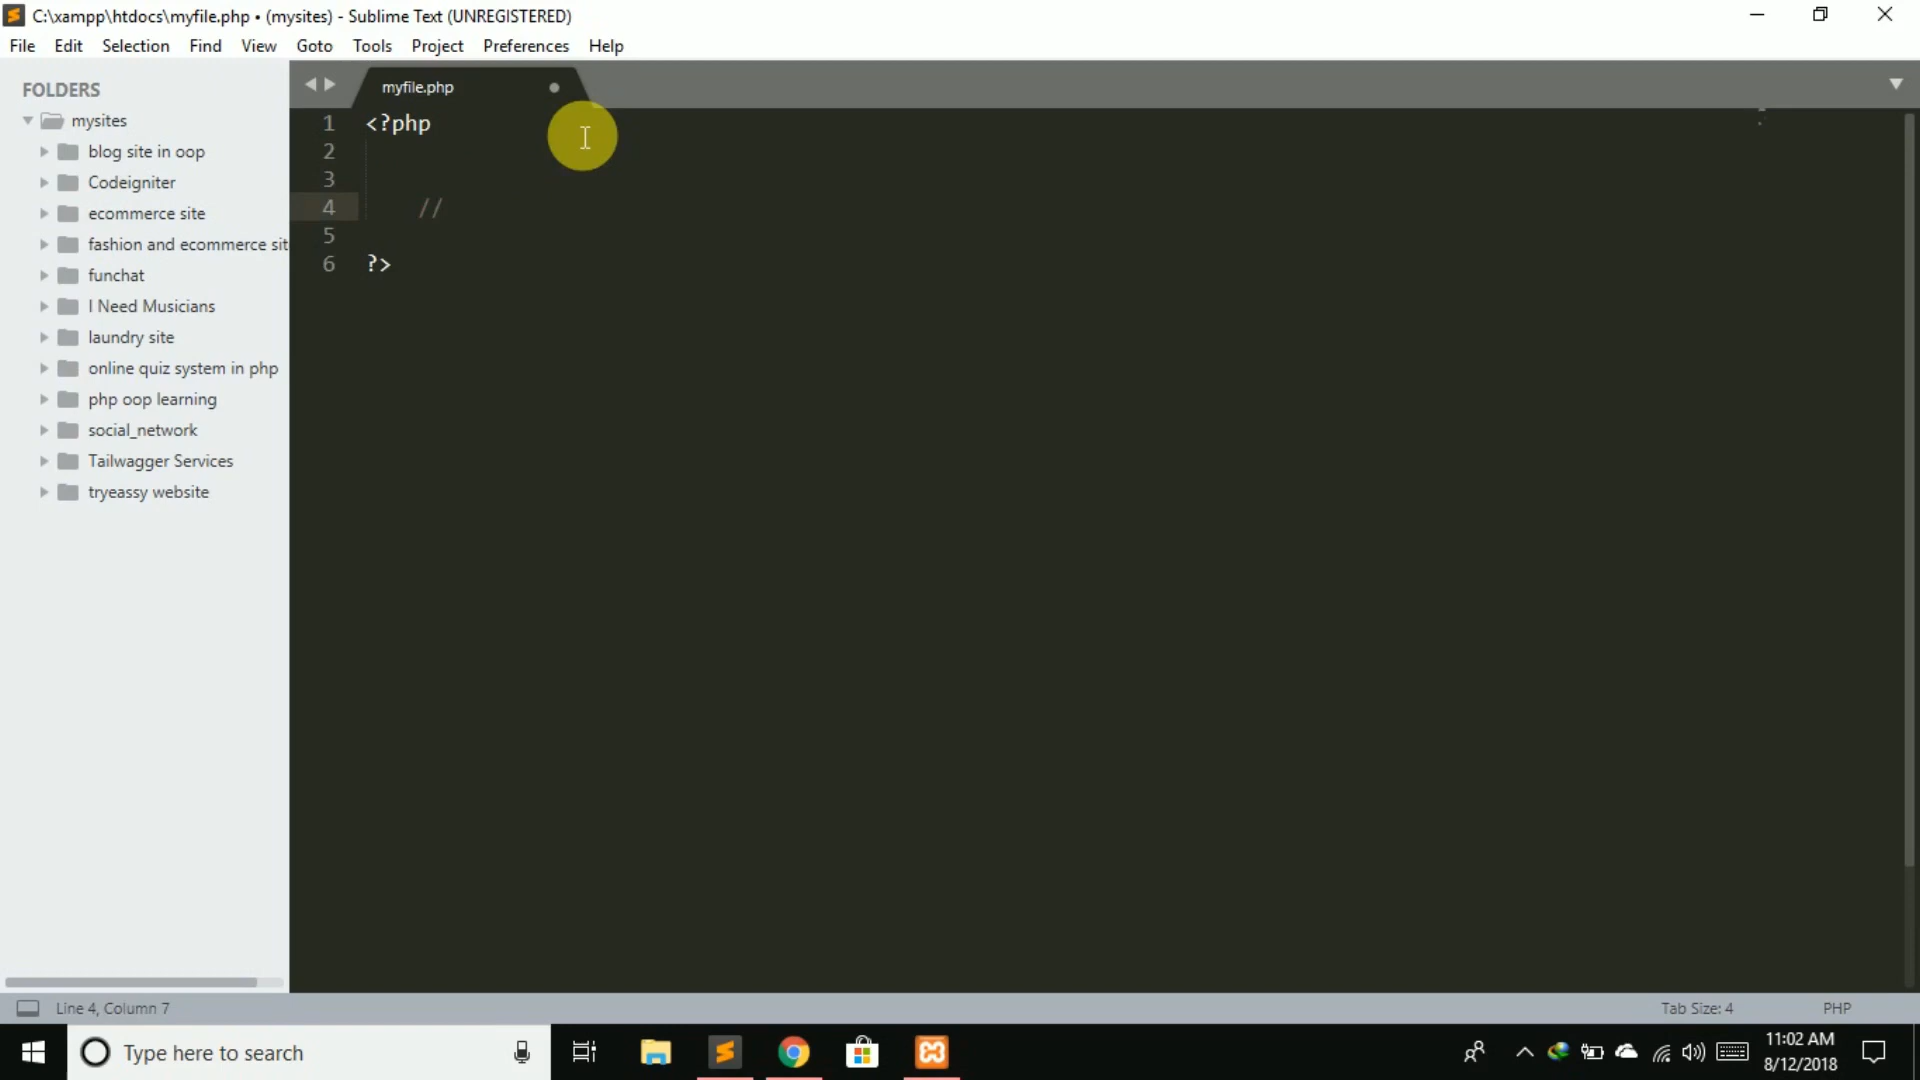 C:\xampp\htdocs\myfile.php • (mysites) - Sublime Text (UNREGISTERED)
File Edit Selection Find View Goto Tools Project Preferences Help
FOLDERS
mysites
blog site in oop
Codeigniter
ecommerce site
fashion and ecommerce sit
funchat
I Need Musicians
laundry site
online quiz system in php
php oop learning
social_network
Tailwagger Services
tryeassy website
myfile.php
1 <?php
2
3
4 //
5
6 ?>
Line 4, Column 7
Tab Size: 4
PHP
Type here to search
11:02 AM
8/12/2018